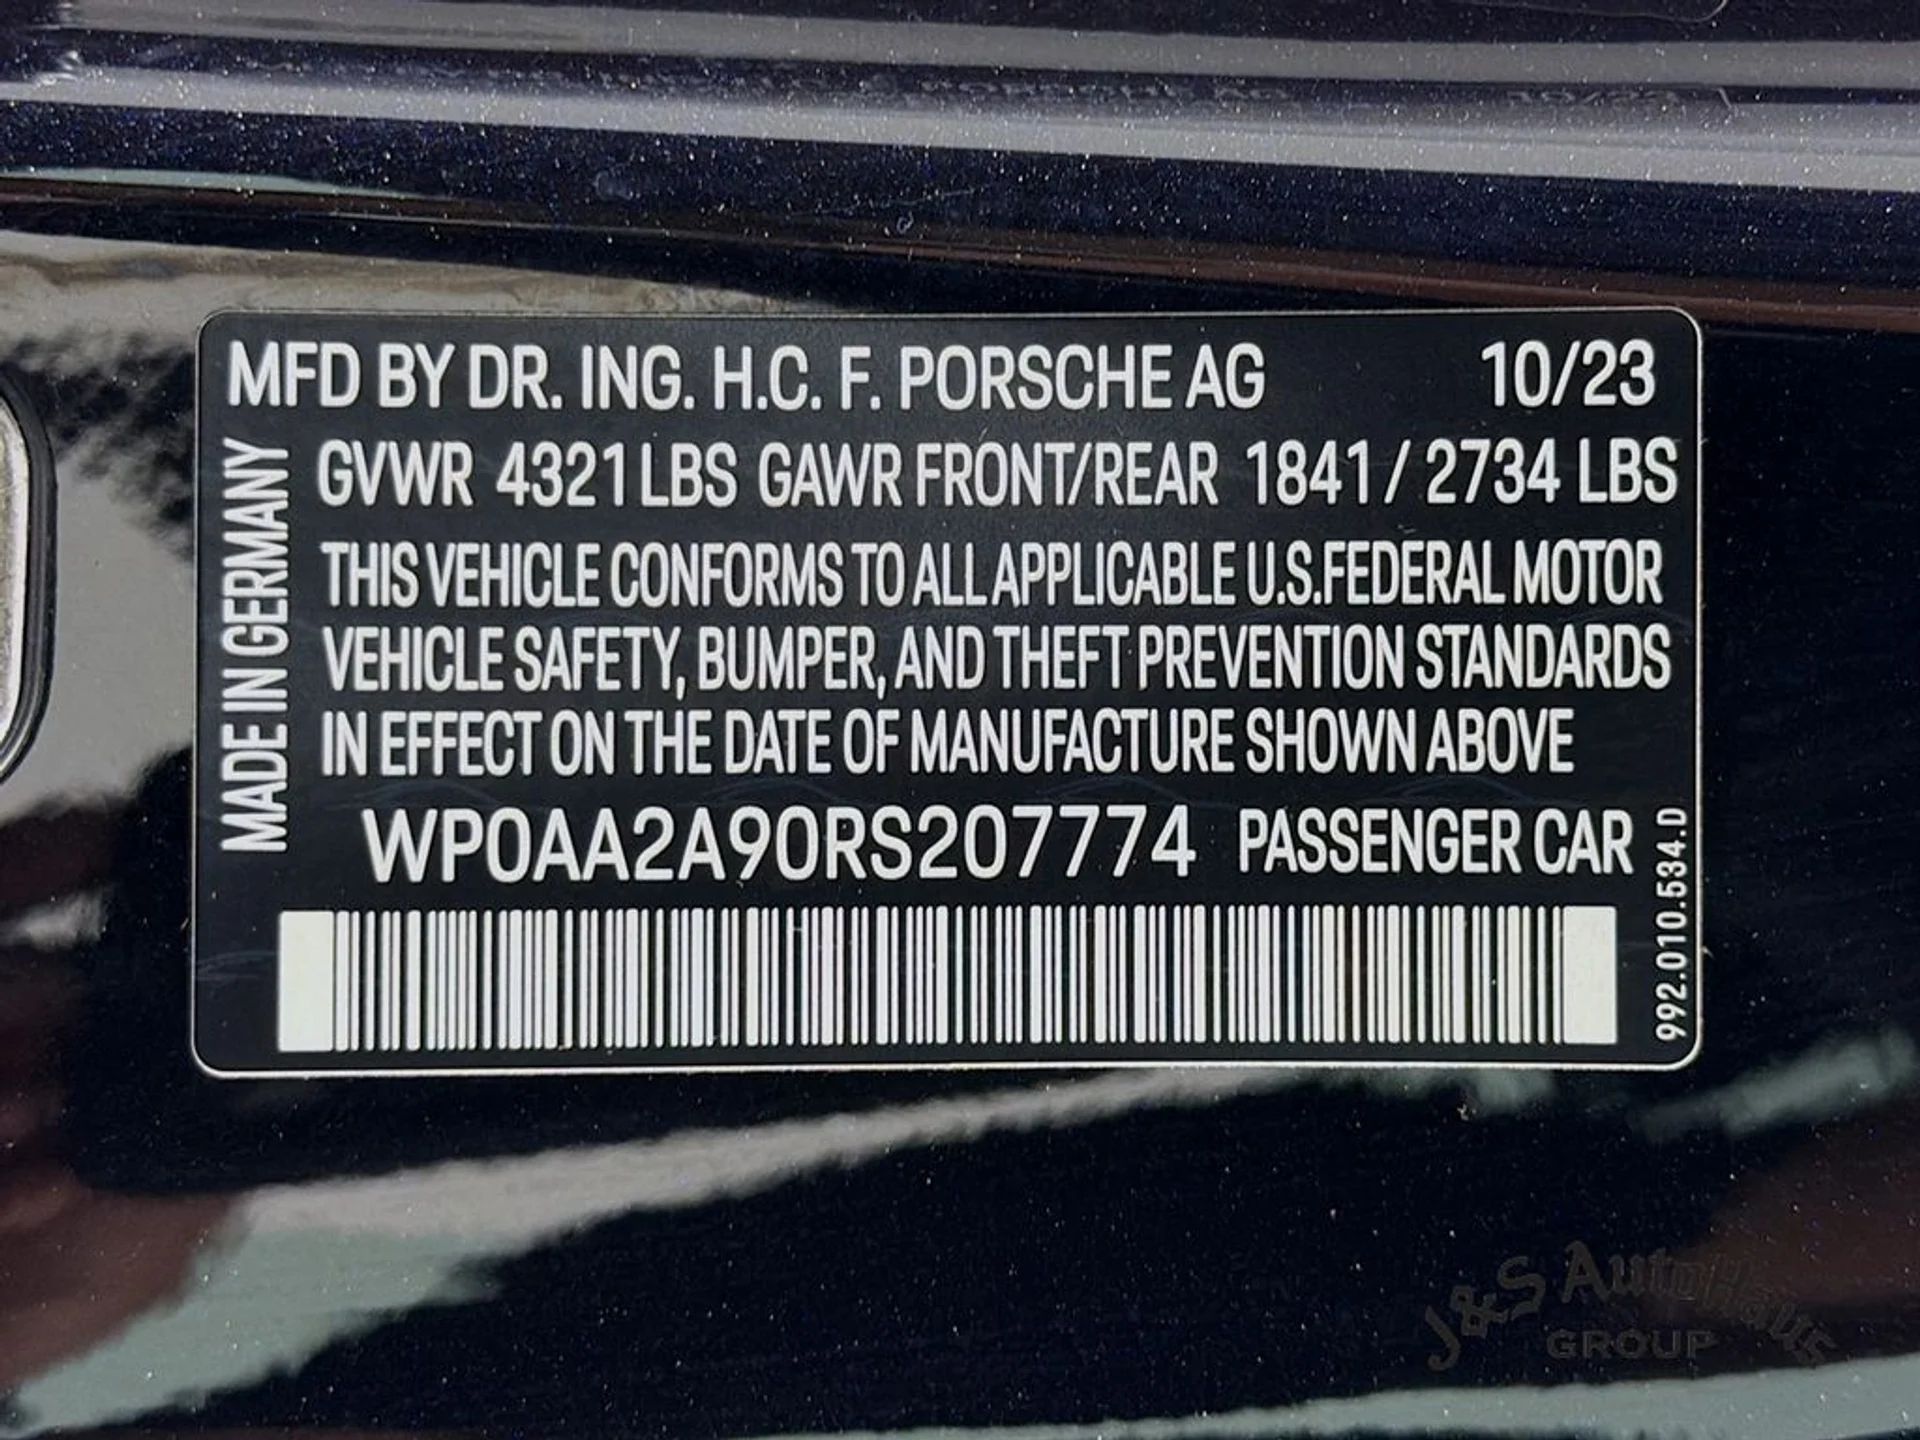 MFD BY DR. ING. H.C. F. PORSCHE AG 10/23
MADE IN GERMANY
GVWR 4321 LBS GAWR FRONT/REAR 1841 / 2734 LBS
THIS VEHICLE CONFORMS TO ALL APPLICABLE U.S.FEDERAL MOTOR
VEHICLE SAFETY, BUMPER, AND THEFT PREVENTION STANDARDS
IN EFFECT ON THE DATE OF MANUFACTURE SHOWN ABOVE
WP0AA2A90RS207774 PASSENGER CAR
992.010.534.D
J&S AutoHaus
GROUP